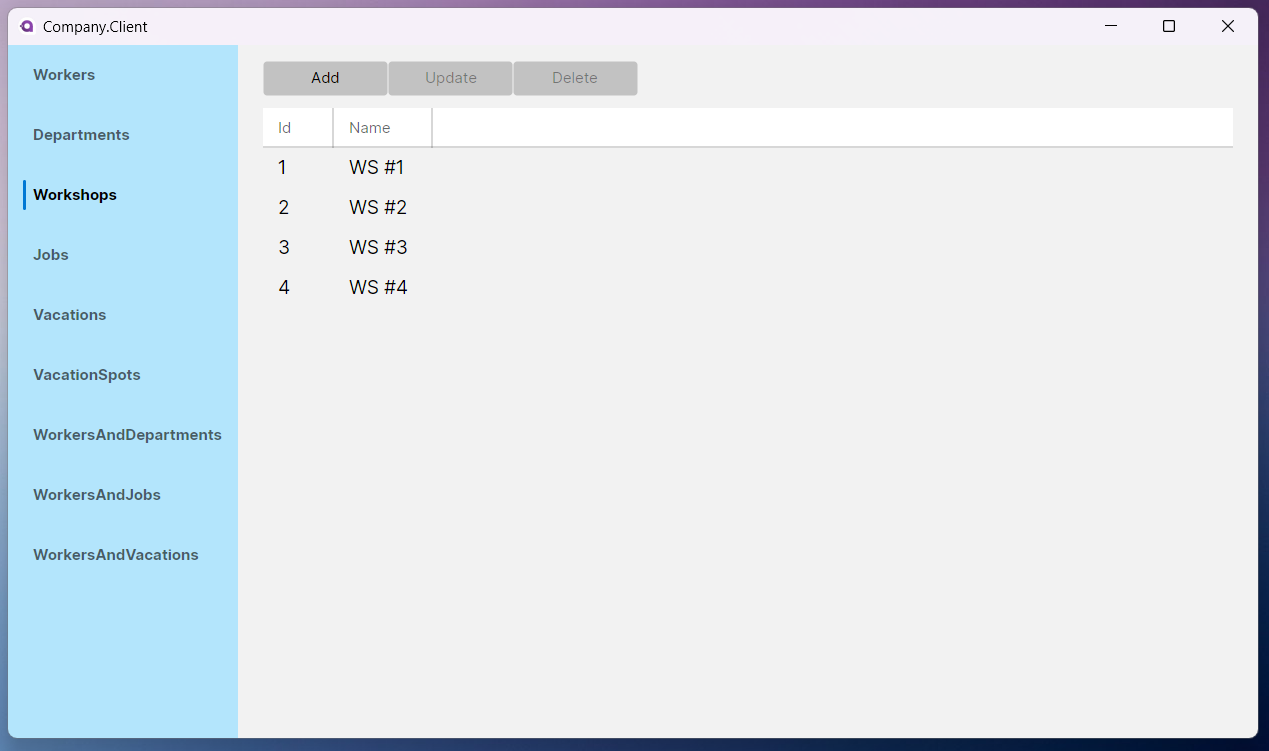 Company.Client
Workers
Departments
Workshops
Jobs
Vacations
VacationSpots
WorkersAndDepartments
WorkersAndJobs
WorkersAndVacations
Add Update Delete
Id Name
1 WS #1
2 WS #2
3 WS #3
4 WS #4